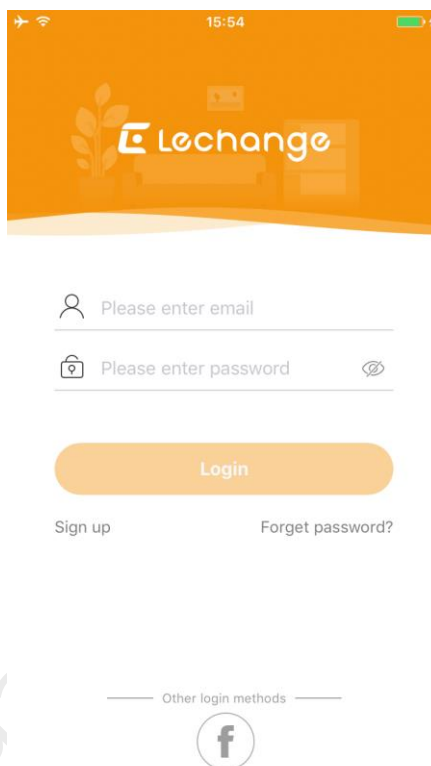 15:54
Lechange
Please enter email
Please enter password
Login
Sign up
Forget password?
Other login methods
f